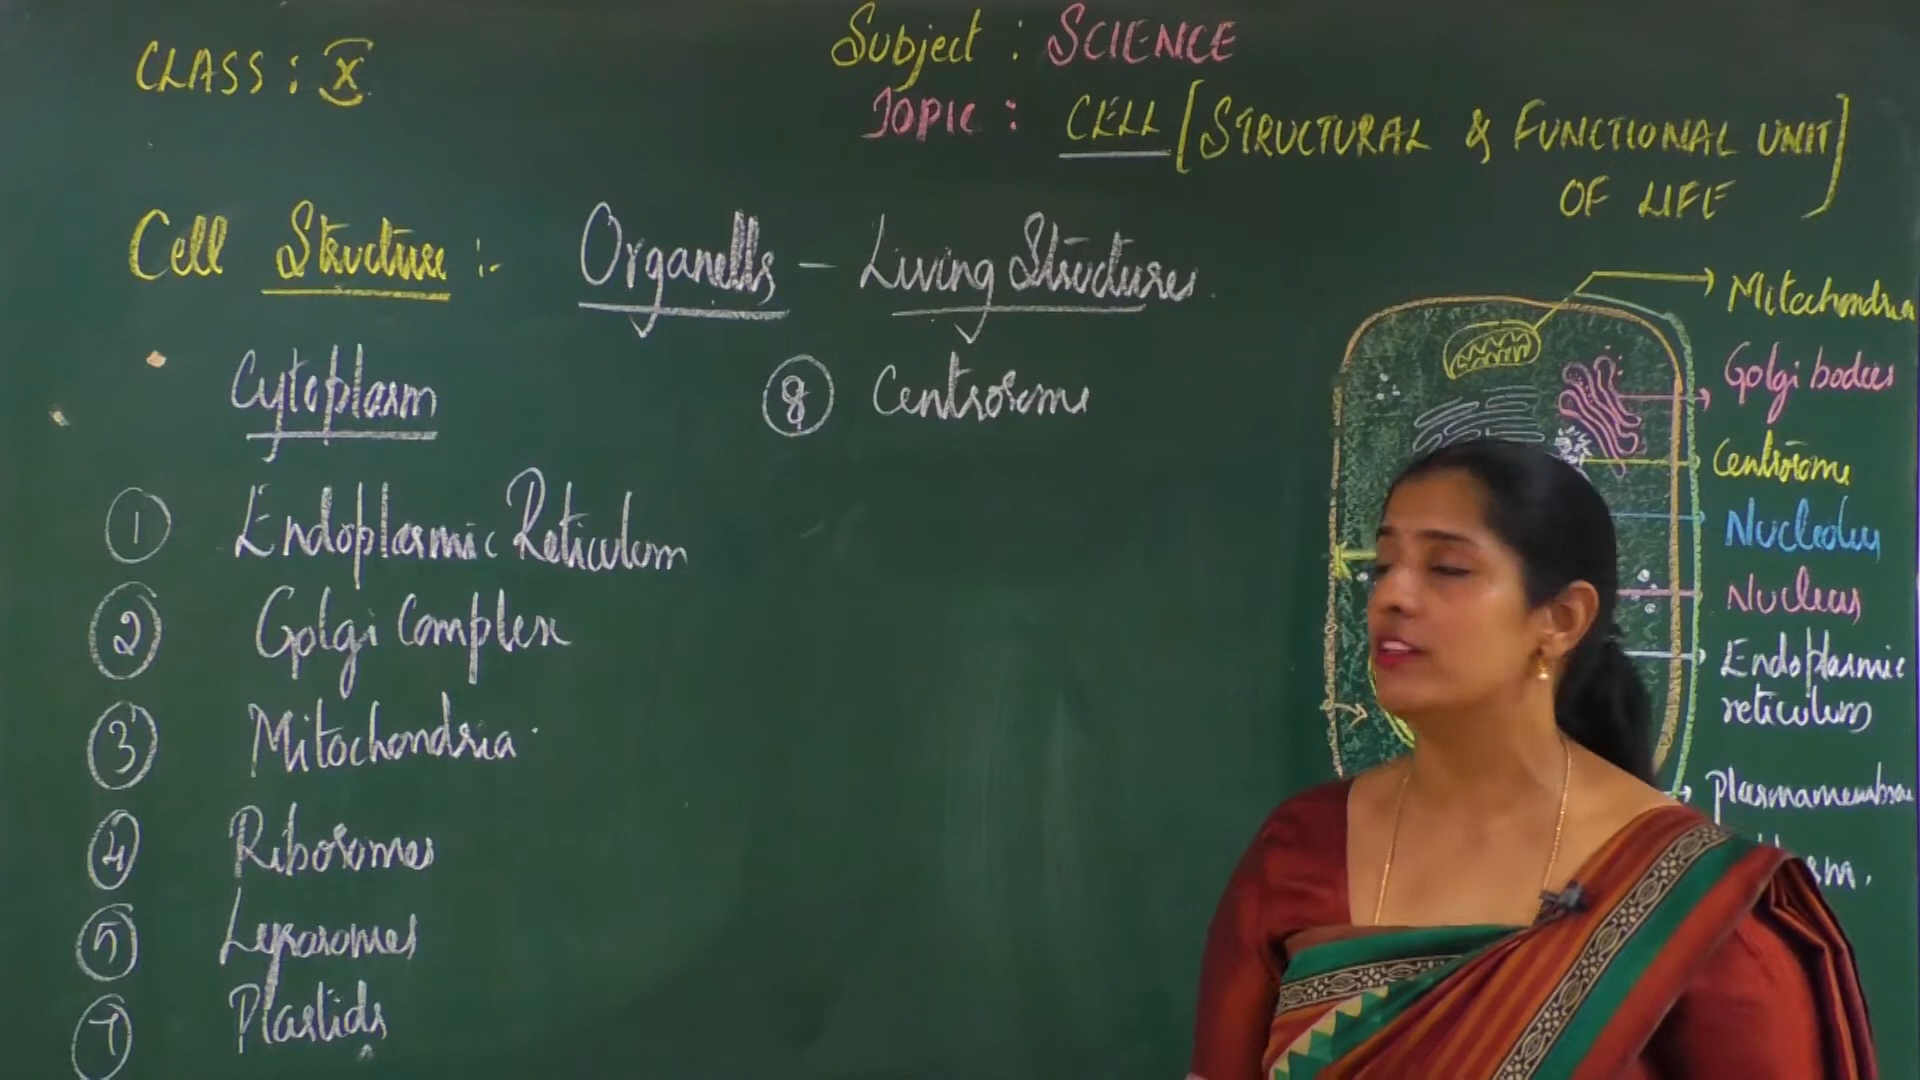 CLASS : X
Subject : SCIENCE
TOPIC : CELL [STRUCTURAL & FUNCTIONAL UNIT]
OF LIFE
Cell Structure :- Organells - Living Structures.
Cytoplasm
8 Centrosome
1 Endoplasmic Reticulum
2 Golgi Complex
3 Mitochondria
4 Ribosomes
5 Lysosomes
7 Plastids
Mitochondria
Golgi bodies
Centrosome
Nucleolus
Nucleus
Endoplasmic
reticulum
Plasmamembrane